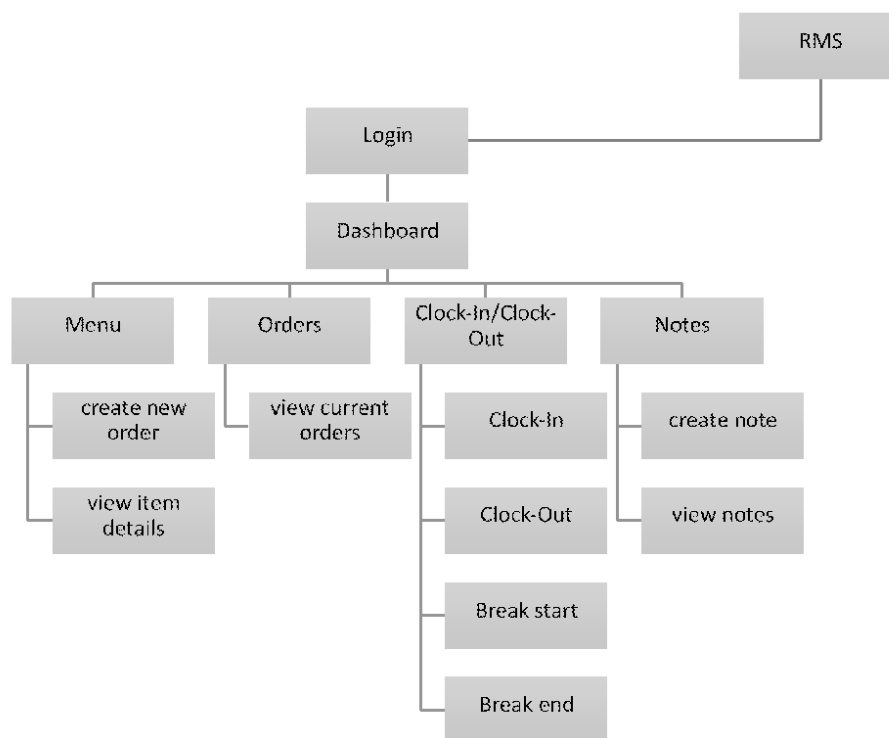 RMS
Login
Dashboard
Menu
Orders
Clock-In/Clock-
Out
Notes
create new
order
view current
orders
Clock-In
create note
view item
details
Clock-Out
view notes
Break start
Break end